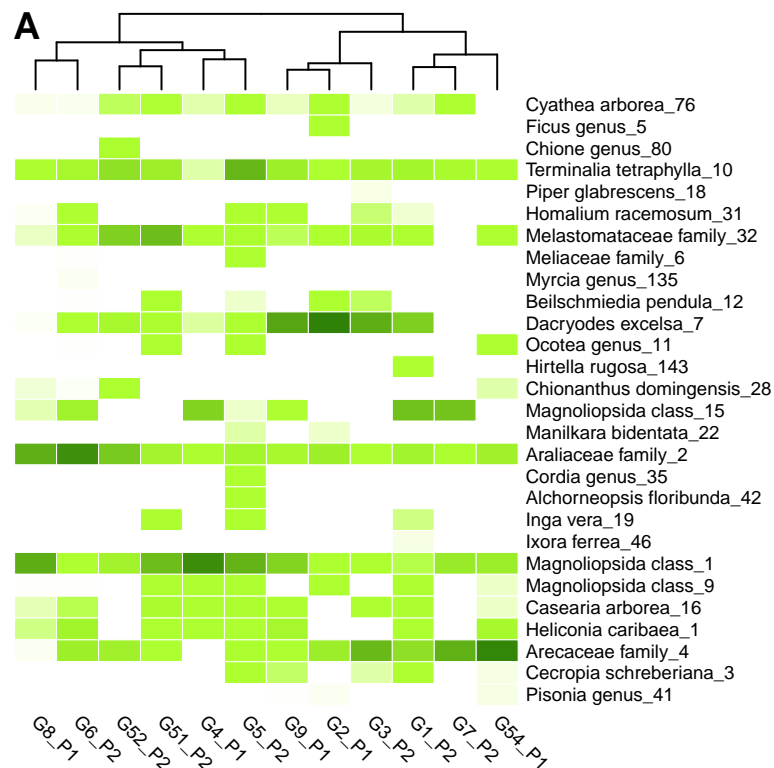 A
Cyathea arborea_76
Ficus genus_5
Chione genus_80
Terminalia tetraphylla_10
Piper glabrescens_18
Homalium racemosum_31
Melastomataceae family_32
Meliaceae family_6
Myrcia genus_135
Beilschmiedia pendula_12
Dacryodes excelsa_7
Ocotea genus_11
Hirtella rugosa_143
Chionanthus domingensis_28
Magnoliopsida class_15
Manilkara bidentata_22
Araliaceae family_2
Cordia genus_35
Alchorneopsis floribunda_42
Inga vera_19
Ixora ferrea_46
Magnoliopsida class_1
Magnoliopsida class_9
Casearia arborea_16
Heliconia caribaea_1
Arecaceae family_4
Cecropia schreberiana_3
Pisonia genus_41
G8_P1
G6_P2
G52_P2
G51_P2
G4_P1
G5_P2
G9_P1
G2_P1
G3_P2
G1_P2
G7_P2
G54_P1